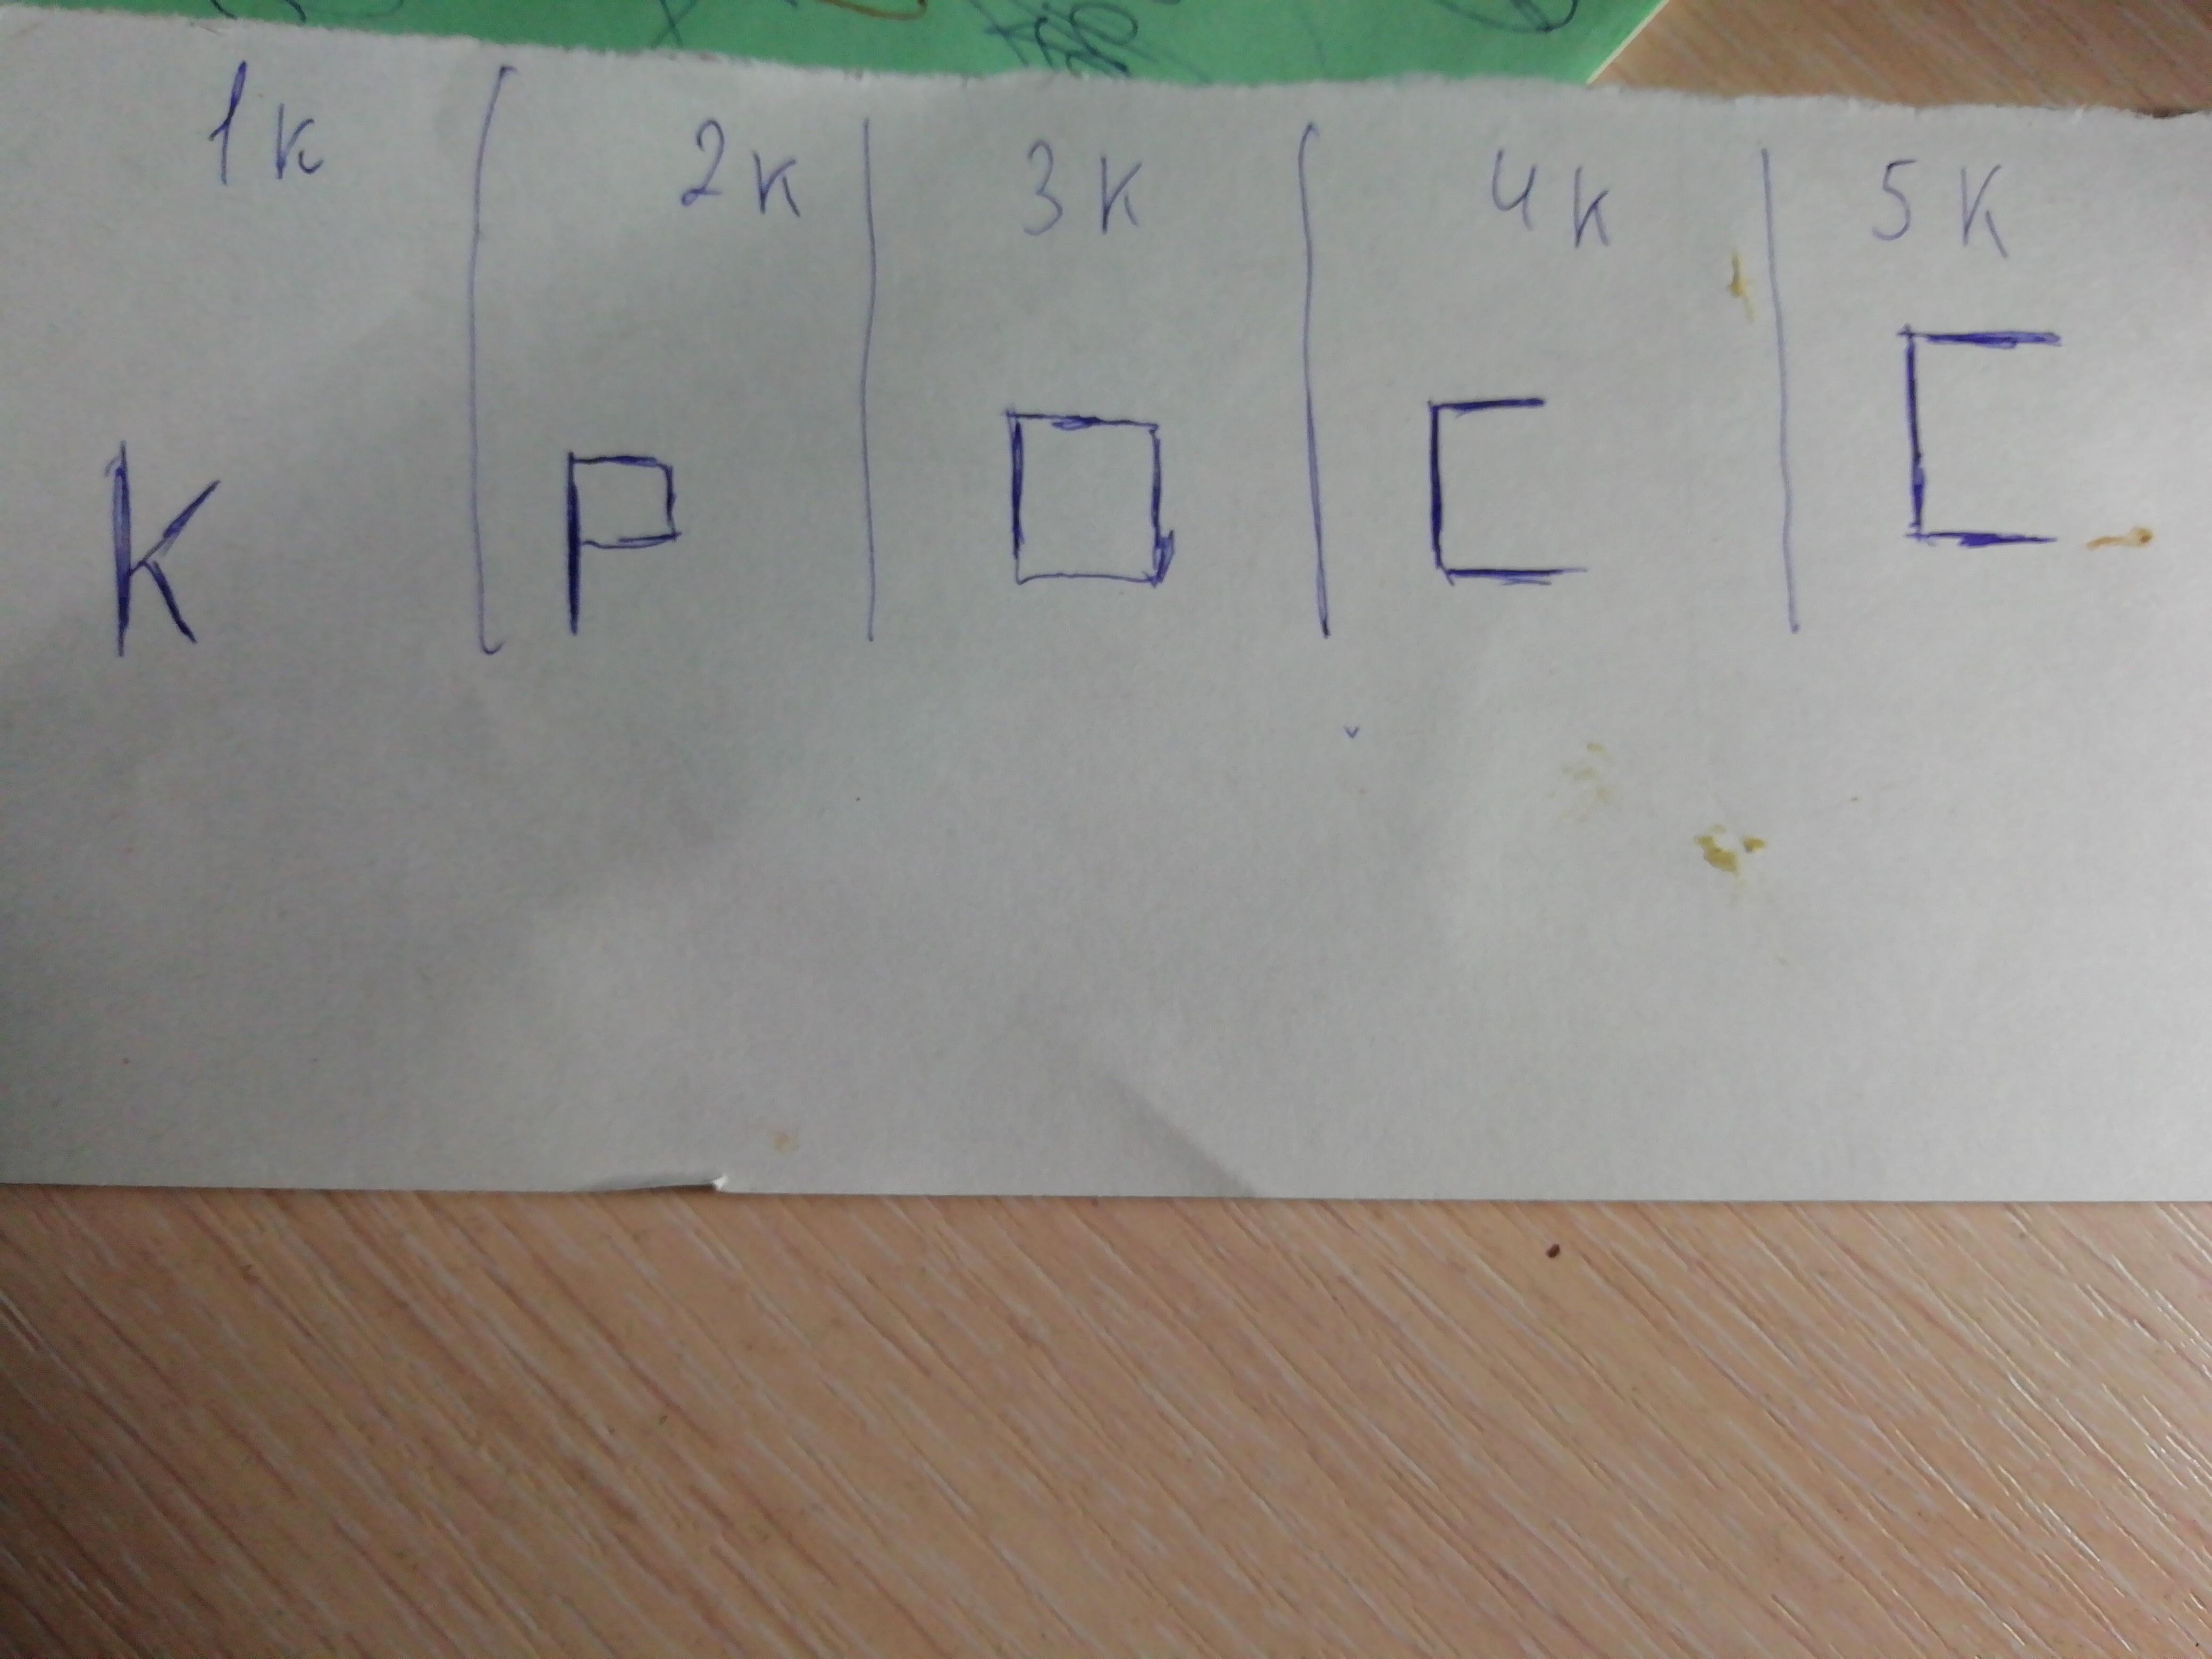 1к 2к 3к 4к 5к
К Р О С С